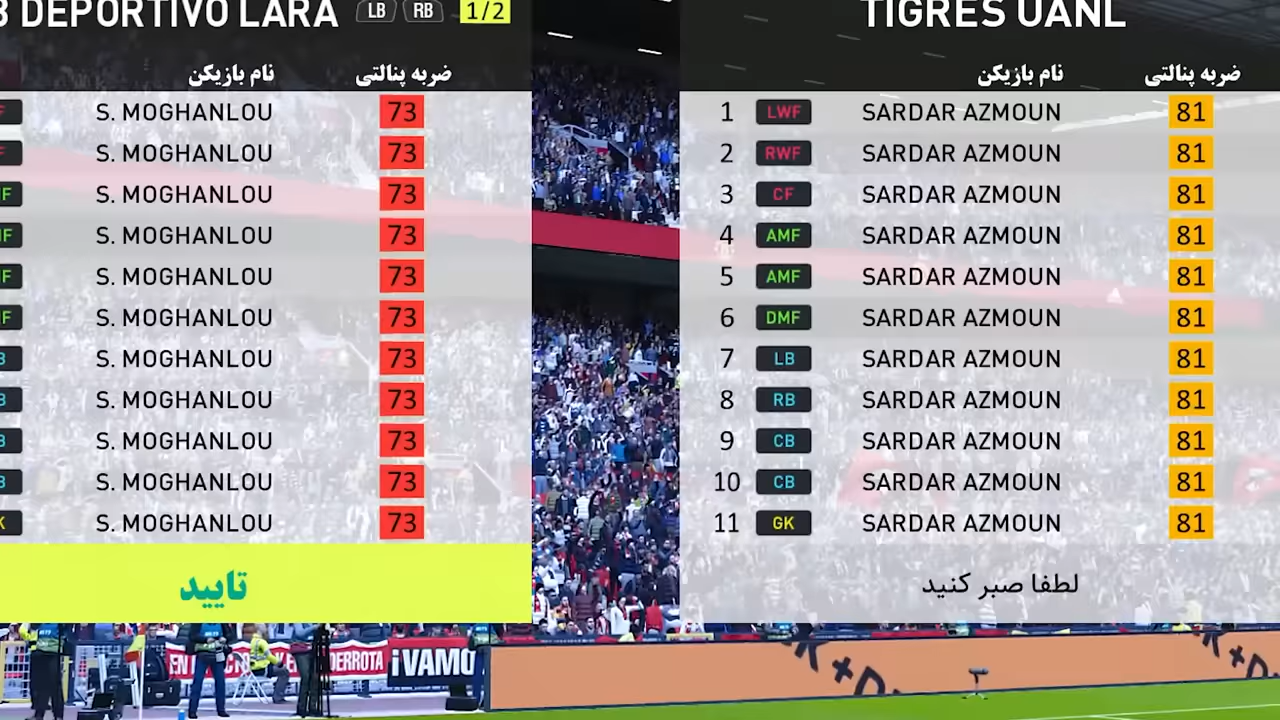 DEPORTIVO LARA LB RB 1/2
نام بازیکن ضربه پنالتی
S. MOGHANLOU 73
S. MOGHANLOU 73
S. MOGHANLOU 73
S. MOGHANLOU 73
S. MOGHANLOU 73
S. MOGHANLOU 73
S. MOGHANLOU 73
S. MOGHANLOU 73
S. MOGHANLOU 73
S. MOGHANLOU 73
S. MOGHANLOU 73
تایید
TIGRES UANL
نام بازیکن ضربه پنالتی
1 LWF SARDAR AZMOUN 81
2 RWF SARDAR AZMOUN 81
3 CF SARDAR AZMOUN 81
4 AMF SARDAR AZMOUN 81
5 AMF SARDAR AZMOUN 81
6 DMF SARDAR AZMOUN 81
7 LB SARDAR AZMOUN 81
8 RB SARDAR AZMOUN 81
9 CB SARDAR AZMOUN 81
10 CB SARDAR AZMOUN 81
11 GK SARDAR AZMOUN 81
لطفا صبر کنید
DERROTA ¡VAMO